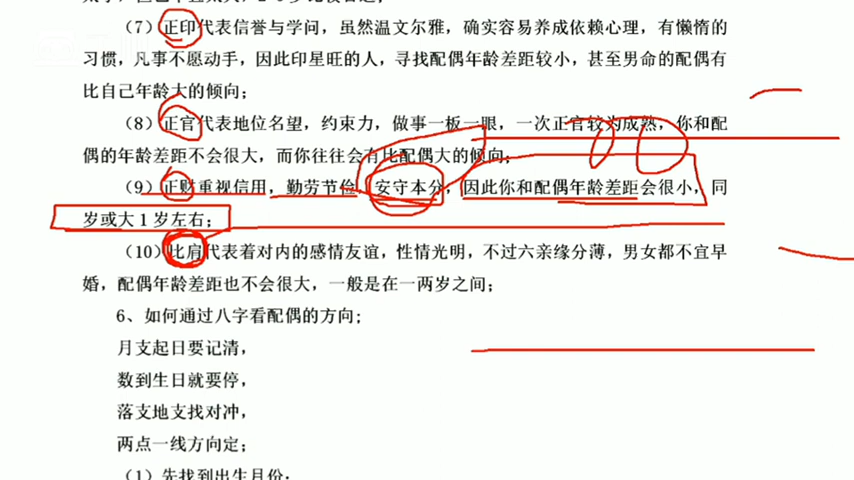 （7）正印代表信誉与学问，虽然温文尔雅，确实容易养成依赖心理，有懒惰的
习惯，凡事不愿动手，因此印星旺的人，寻找配偶年龄差距较小，甚至男命的配偶有
比自己年龄大的倾向；
（8）正官代表地位名望，约束力，做事一板一眼，一次正官较为成熟，你和配
偶的年龄差距不会很大，而你往往会有比配偶大的倾向；
（9）正财重视信用，勤劳节俭，安守本分，因此你和配偶年龄差距会很小，同
岁或大1岁左右；
（10）比肩代表着对内的感情友谊，性情光明，不过六亲缘分薄，男女都不宜早
婚，配偶年龄差距也不会很大，一般是在一两岁之间；
6、如何通过八字看配偶的方向;
月支起日要记清，
数到生日就要停，
落支地支找对冲，
两点一线方向定；
（1）先找到出生月份；